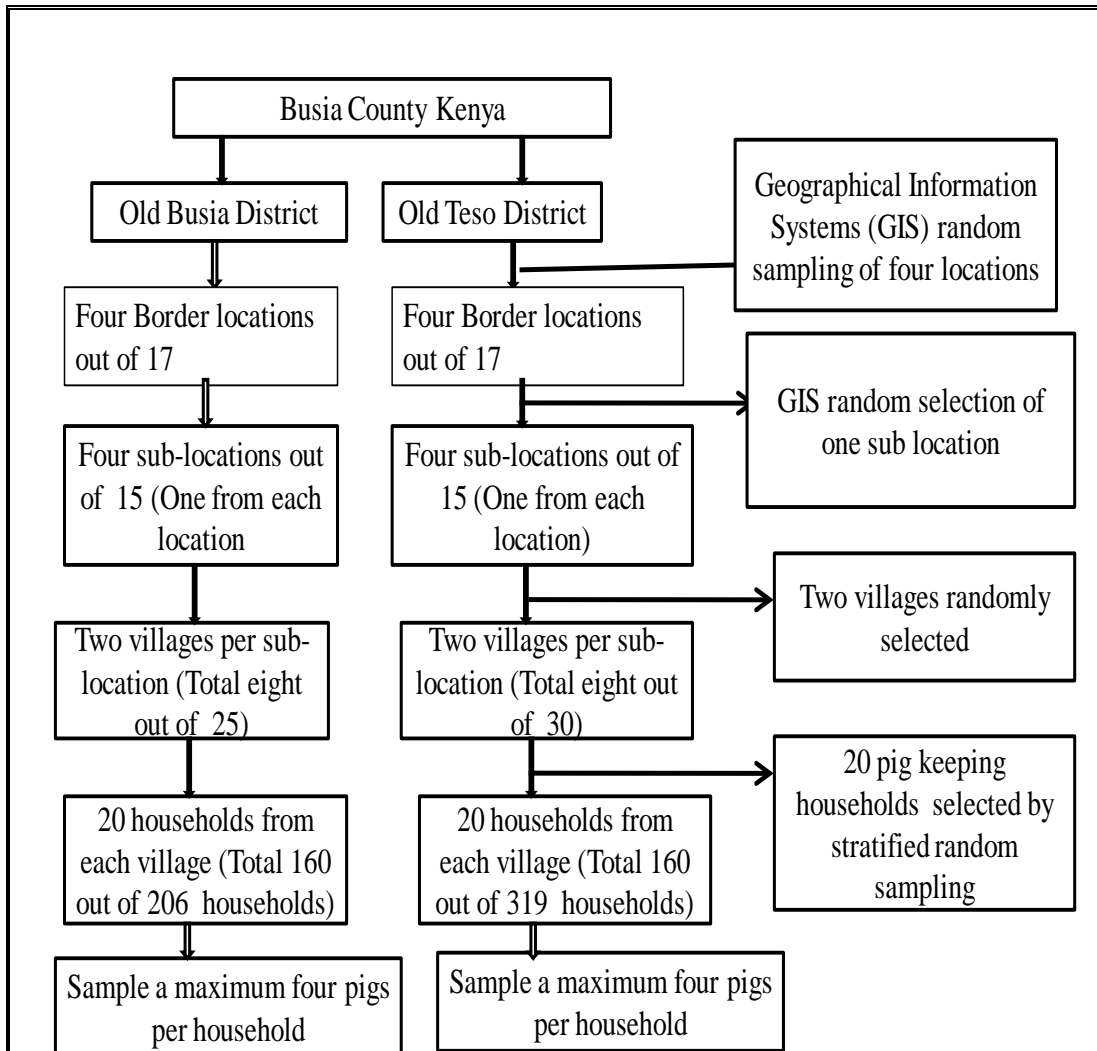 Busia County Kenya
Old Busia District
Old Teso District
Geographical Information
Systems (GIS) random
sampling of four locations
Four Border locations
out of 17
Four Border locations
out of 17
GIS random selection of
one sub location
Four sub-locations out
of 15 (One from each
location
Four sub-locations out of
15 (One from each
location)
Two villages randomly
selected
Two villages per sub-
location (Total eight
out of 25)
Two villages per sub-
location (Total eight out
of 30)
20 pig keeping
households selected by
stratified random
sampling
20 households from
each village (Total 160
out of 206 households)
20 households from
each village (Total 160
out of 319 households)
Sample a maximum four pigs
per household
Sample a maximum four pigs
per household